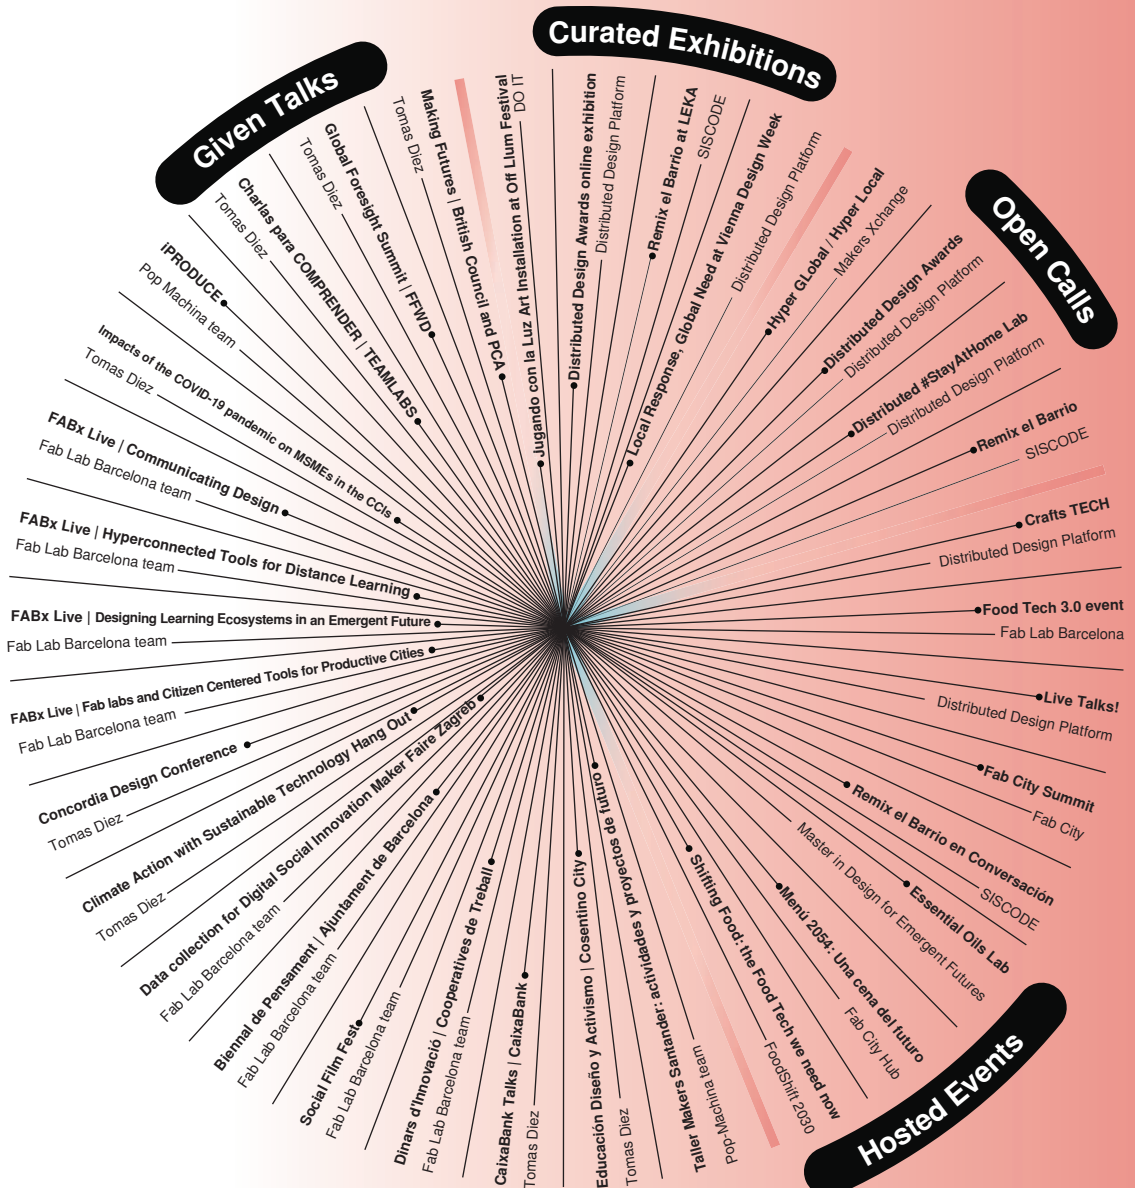 Curated Exhibitions
Jugando con la Luz Art Installation at Off Llum Festival
DO IT
Distributed Design Awards online exhibition
Distributed Design Platform
Remix el Barrio at LEKA
SISCODE
Local Response, Global Need at Vienna Design Week
Distributed Design Platform
Open Calls
Hyper GLobal / Hyper Local
Makers Xchange
Distributed Design Awards
Distributed Design Platform
Distributed #StayAtHome Lab
Distributed Design Platform
Remix el Barrio
SISCODE
Hosted Events
Crafts TECH
Distributed Design Platform
Food Tech 3.0 event
Fab Lab Barcelona
Live Talks!
Distributed Design Platform
Fab City Summit
Fab City
Remix el Barrio en Conversación
SISCODE
Essential Oils Lab
Master in Design for Emergent Futures
Menú 2054: Una cena del futuro
Fab City Hub
Shifting Food: the Food Tech we need now
FoodShift 2030
Given Talks
Taller Makers Santander: actividades y proyectos de futuro
Pop-Machina team
Educación Diseño y Activismo | Cosentino City
Tomas Diez
CaixaBank Talks | CaixaBank
Tomas Diez
Dinars d'Innovació | Cooperatives de Treball
Fab Lab Barcelona team
Social Film Fest
Fab Lab Barcelona team
Biennal de Pensament | Ajuntament de Barcelona
Fab Lab Barcelona team
Data collection for Digital Social Innovation Maker Faire Zagreb
Fab Lab Barcelona team
Climate Action with Sustainable Technology Hang Out
Tomas Diez
Concordia Design Conference
Tomas Diez
FABx Live | Fab labs and Citizen Centered Tools for Productive Cities
Fab Lab Barcelona team
FABx Live | Designing Learning Ecosystems in an Emergent Future
Fab Lab Barcelona team
FABx Live | Hyperconnected Tools for Distance Learning
Fab Lab Barcelona team
FABx Live | Communicating Design
Fab Lab Barcelona team
Impacts of the COVID-19 pandemic on MSMEs in the CCIs
Tomas Diez
iPRODUCE
Pop Machina team
Charlas para COMPRENDER | TEAMLABS
Tomas Diez
Global Foresight Summit | FFWD
Tomas Diez
Making Futures | British Council and PCA
Tomas Diez